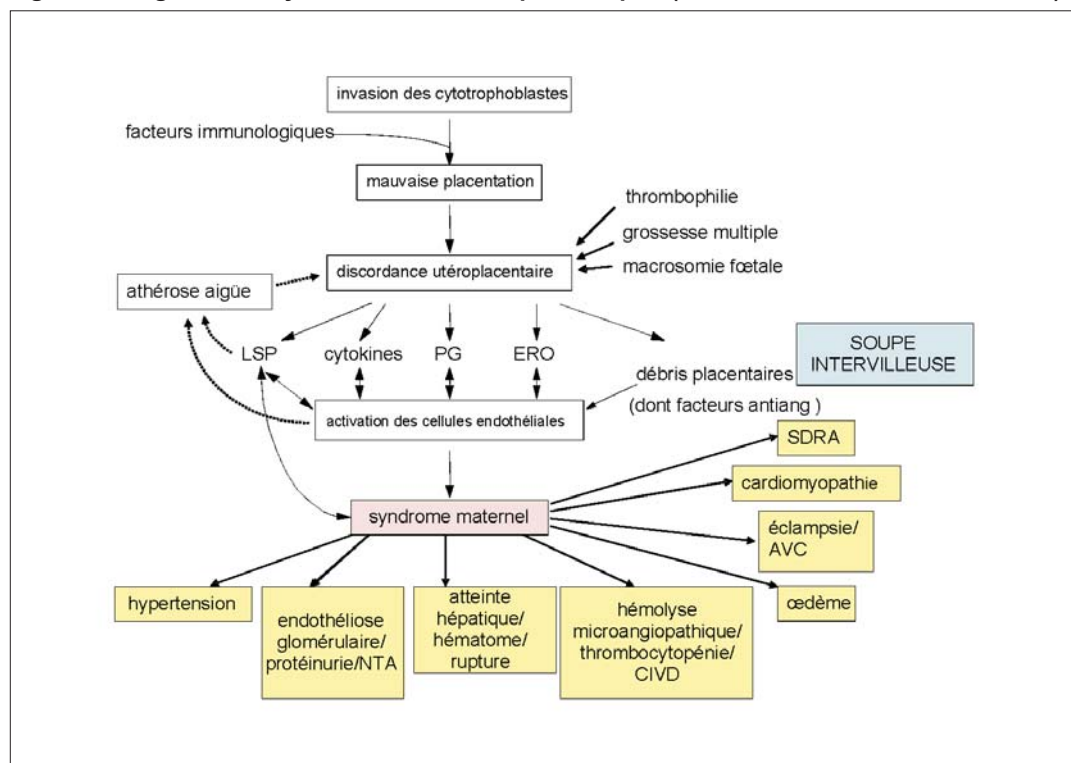 invasion des cytotrophoblastes
facteurs immunologiques
mauvaise placentation
thrombophilie
grossesse multiple
macrosomie fœtale
discordance utéroplacentaire
athérose aigüe
LSP
cytokines
PG
ERO
SOUPE
INTERVILLEUSE
débris placentaires
(dont facteurs antiang )
activation des cellules endothéliales
SDRA
cardiomyopathie
syndrome maternel
éclampsie/
AVC
œdème
hypertension
endothéliose
glomérulaire/
protéinurie/NTA
atteinte
hépatique/
hématome/
rupture
hémolyse
microangiopathique/
thrombocytopénie/
CIVD